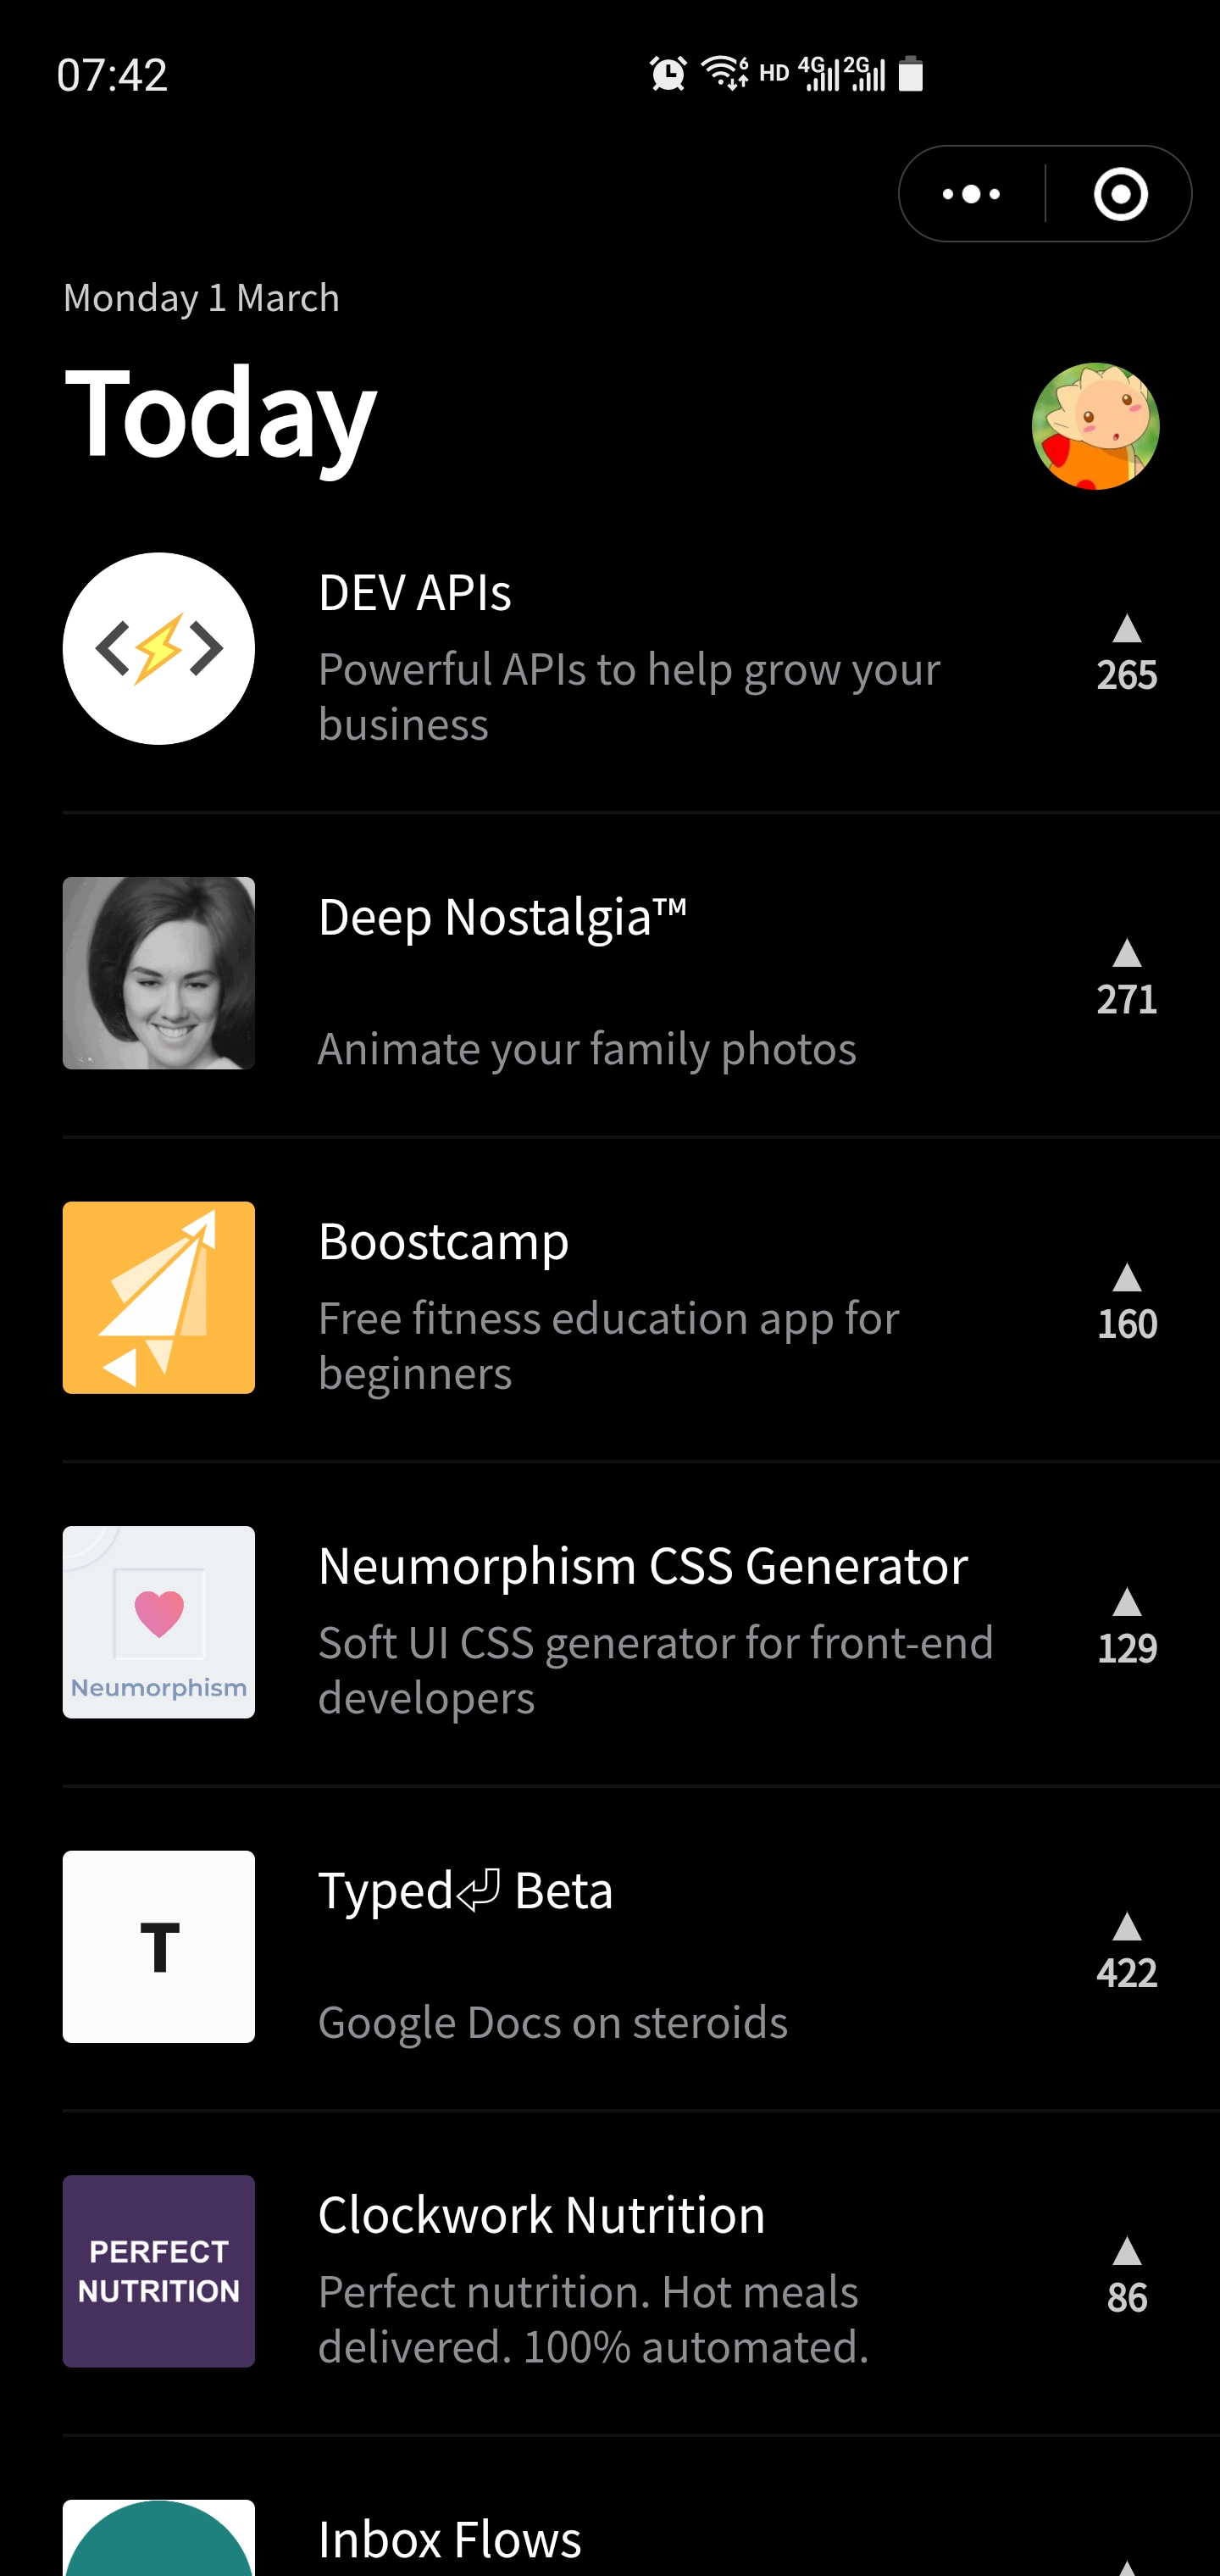 07:42
6 HD 4G 2G
Monday 1 March
Today
DEV APIs
Powerful APIs to help grow your
business
▲
265
Deep Nostalgia™
Animate your family photos
▲
271
Boostcamp
Free fitness education app for
beginners
▲
160
Neumorphism
Neumorphism CSS Generator
Soft UI CSS generator for front-end
developers
▲
129
T
Typed⏎ Beta
Google Docs on steroids
▲
422
PERFECT
NUTRITION
Clockwork Nutrition
Perfect nutrition. Hot meals
delivered. 100% automated.
▲
86
Inbox Flows